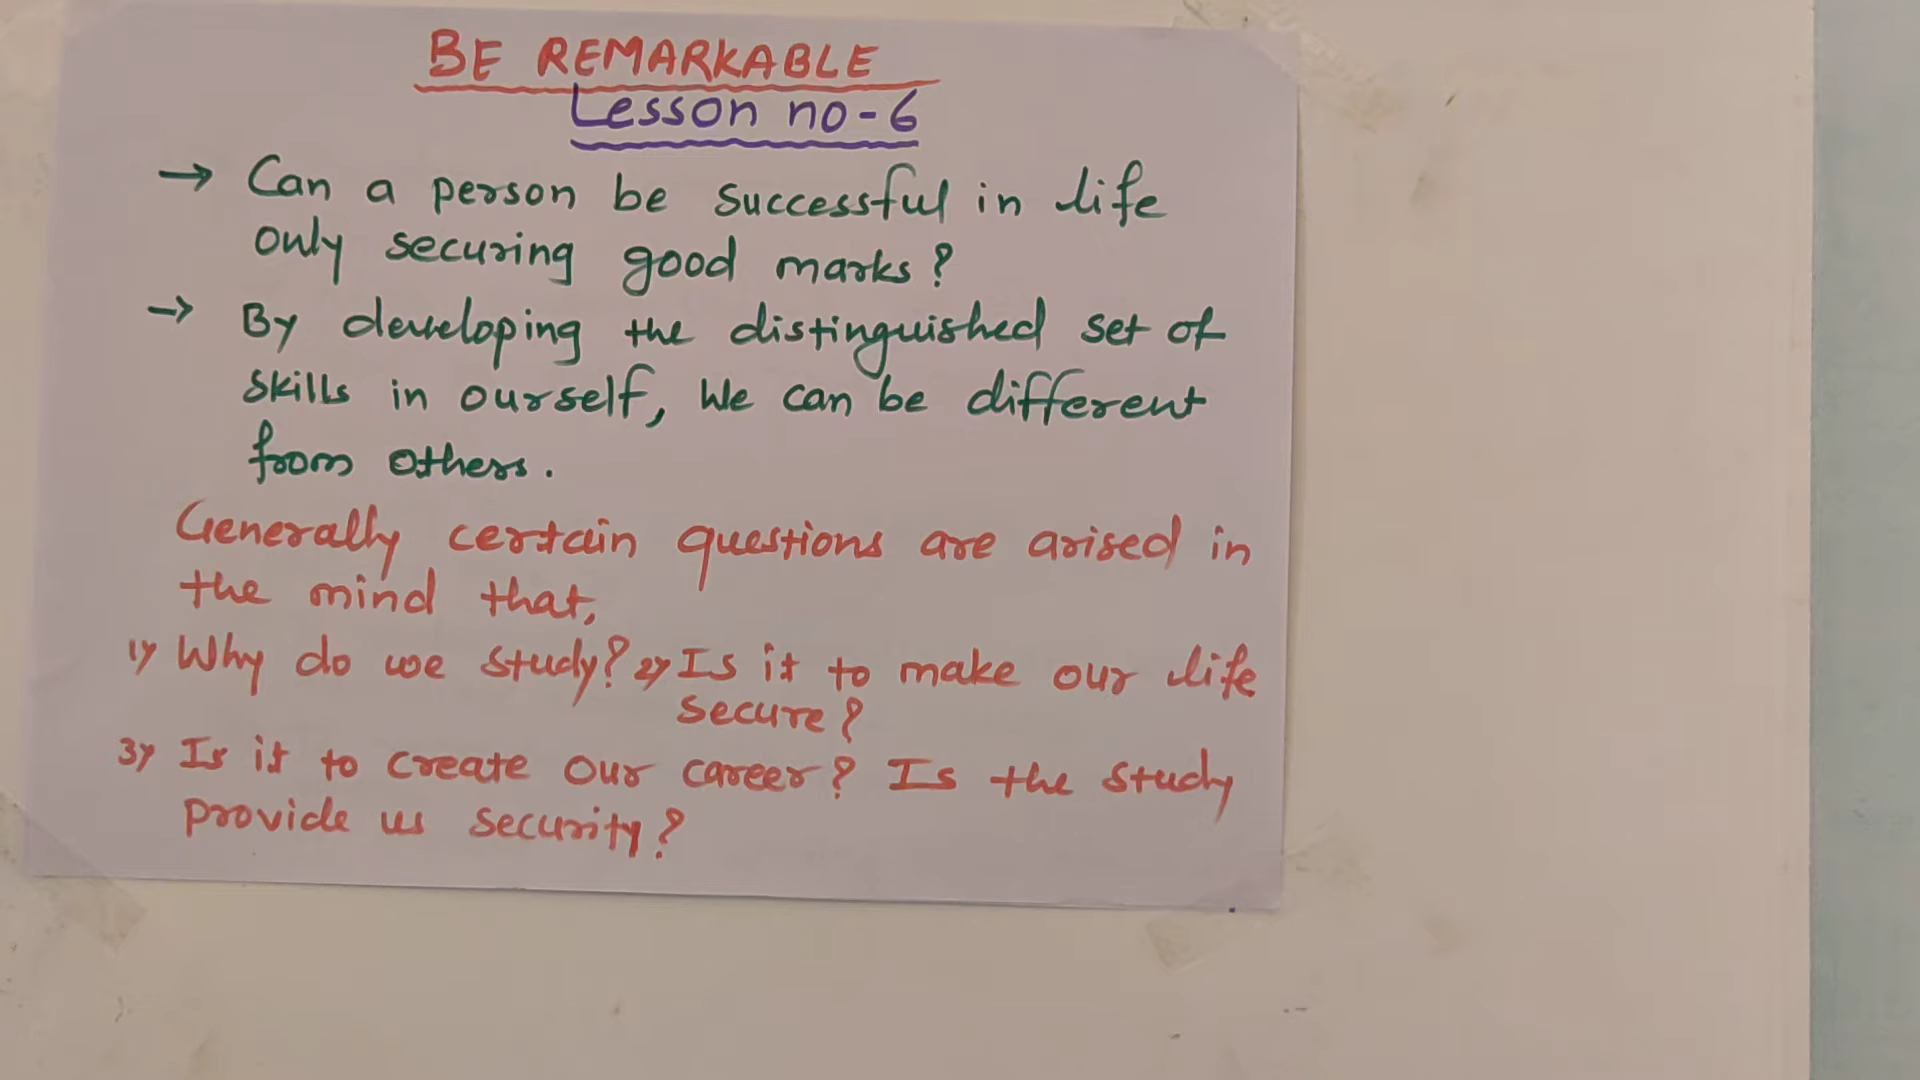 BE REMARKABLE
Lesson no-6
→ Can a person be successful in life
only securing good marks?
→ By developing the distinguished set of
skills in ourself, We can be different
from others.
Generally certain questions are arised in
the mind that,
1) Why do we study? 2) Is it to make our life
secure?
3) Is it to create our career? Is the study
provide us security?